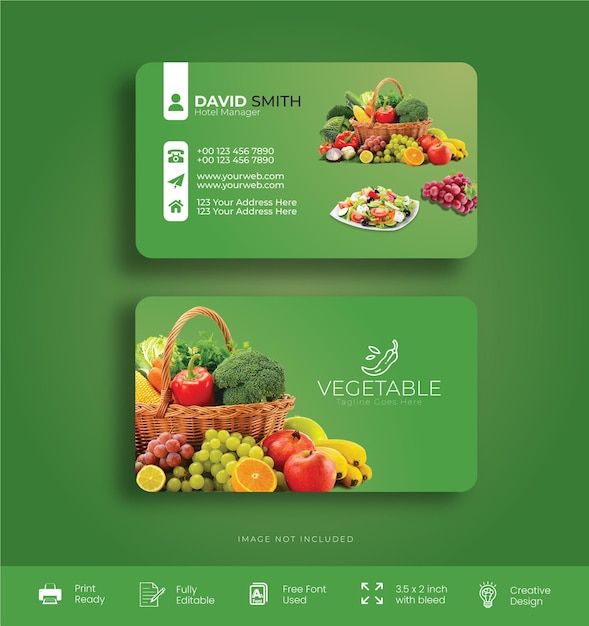 DAVID SMITH
Hotel Manager
+00 123 456 7890
+00 123 456 7890
www.yourweb.com
www.yourweb.com
123 Your Address Here
123 Your Address Here
VEGETABLE
Tagline Goes Here
IMAGE NOT INCLUDED
Print
Ready
Fully
Editable
Free Font
Used
3.5 x 2 inch
with bleed
Creative
Design